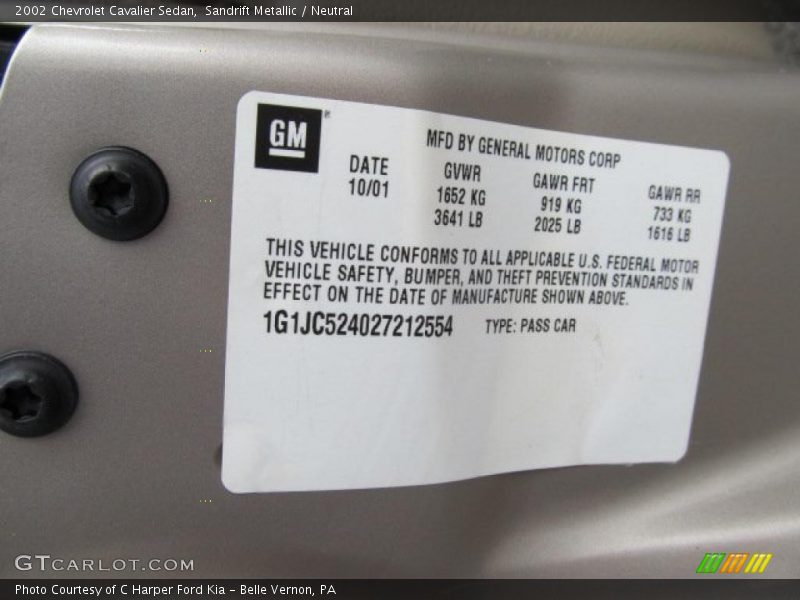 2002 Chevrolet Cavalier Sedan, Sandrift Metallic / Neutral
GM®
MFD BY GENERAL MOTORS CORP
DATE GVWR GAWR FRT GAWR RR
10/01 1652 KG 919 KG 733 KG
3641 LB 2025 LB 1616 LB
THIS VEHICLE CONFORMS TO ALL APPLICABLE U.S. FEDERAL MOTOR
VEHICLE SAFETY, BUMPER, AND THEFT PREVENTION STANDARDS IN
EFFECT ON THE DATE OF MANUFACTURE SHOWN ABOVE.
1G1JC524027212554 TYPE: PASS CAR
GTCARLOT.COM
Photo Courtesy of C Harper Ford Kia – Belle Vernon, PA